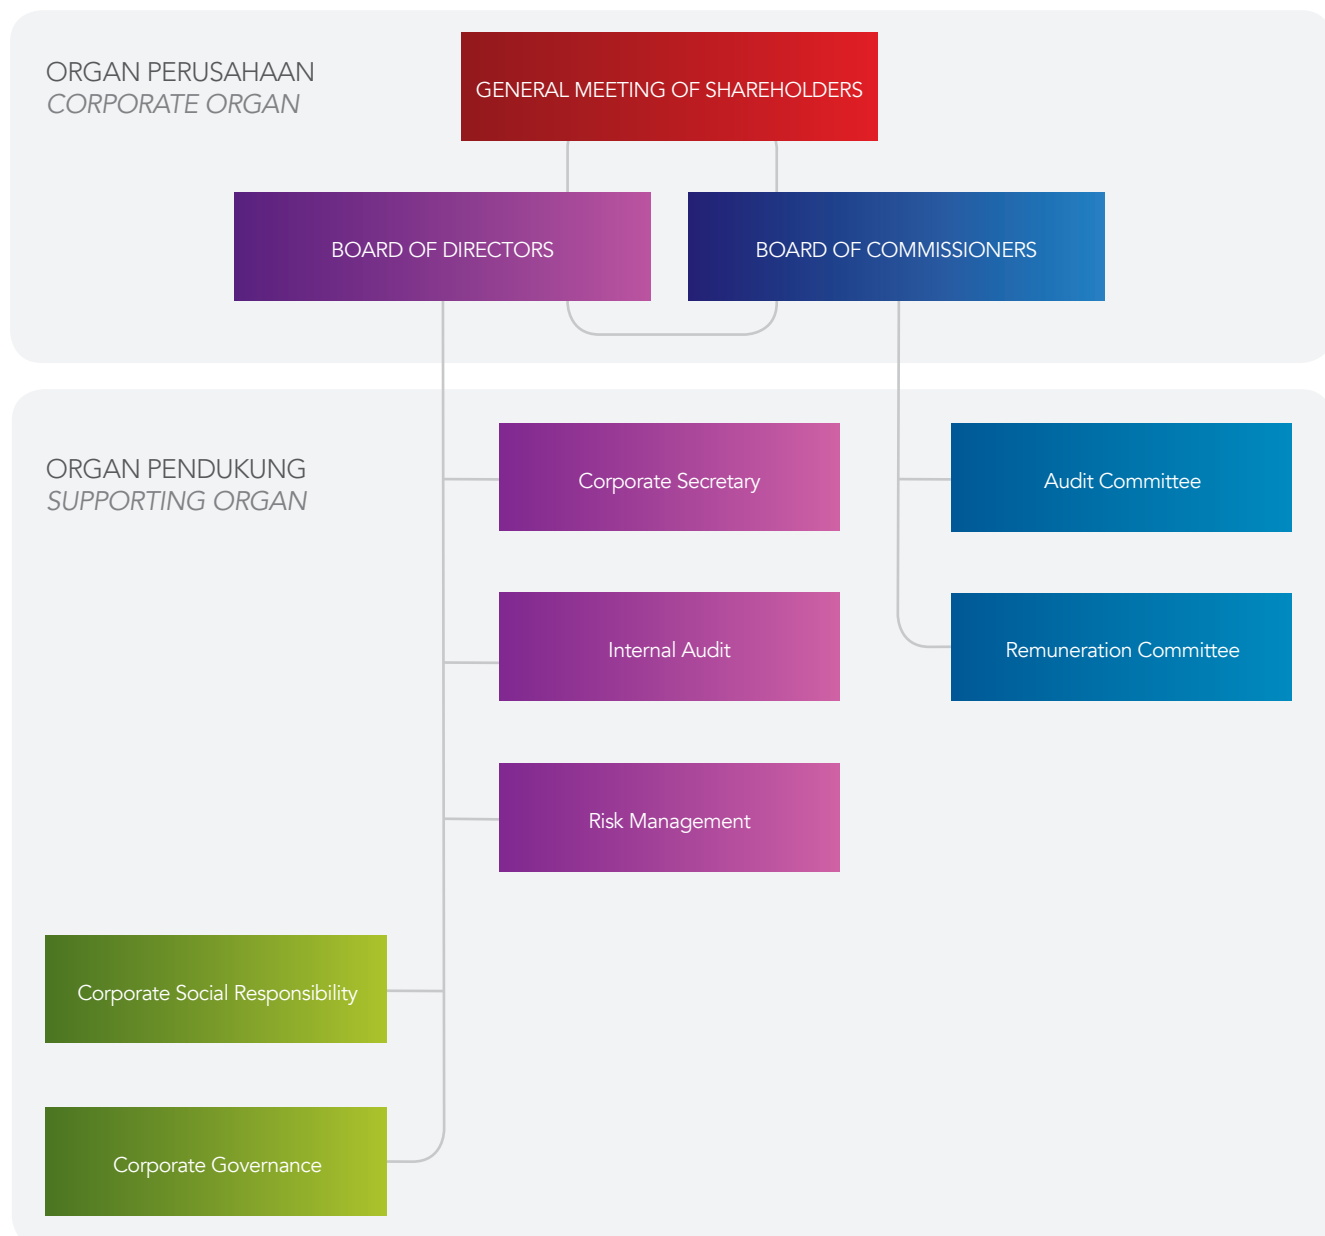 ORGAN PERUSAHAAN
CORPORATE ORGAN
GENERAL MEETING OF SHAREHOLDERS
BOARD OF DIRECTORS
BOARD OF COMMISSIONERS
ORGAN PENDUKUNG
SUPPORTING ORGAN
Corporate Secretary
Audit Committee
Internal Audit
Remuneration Committee
Risk Management
Corporate Social Responsibility
Corporate Governance